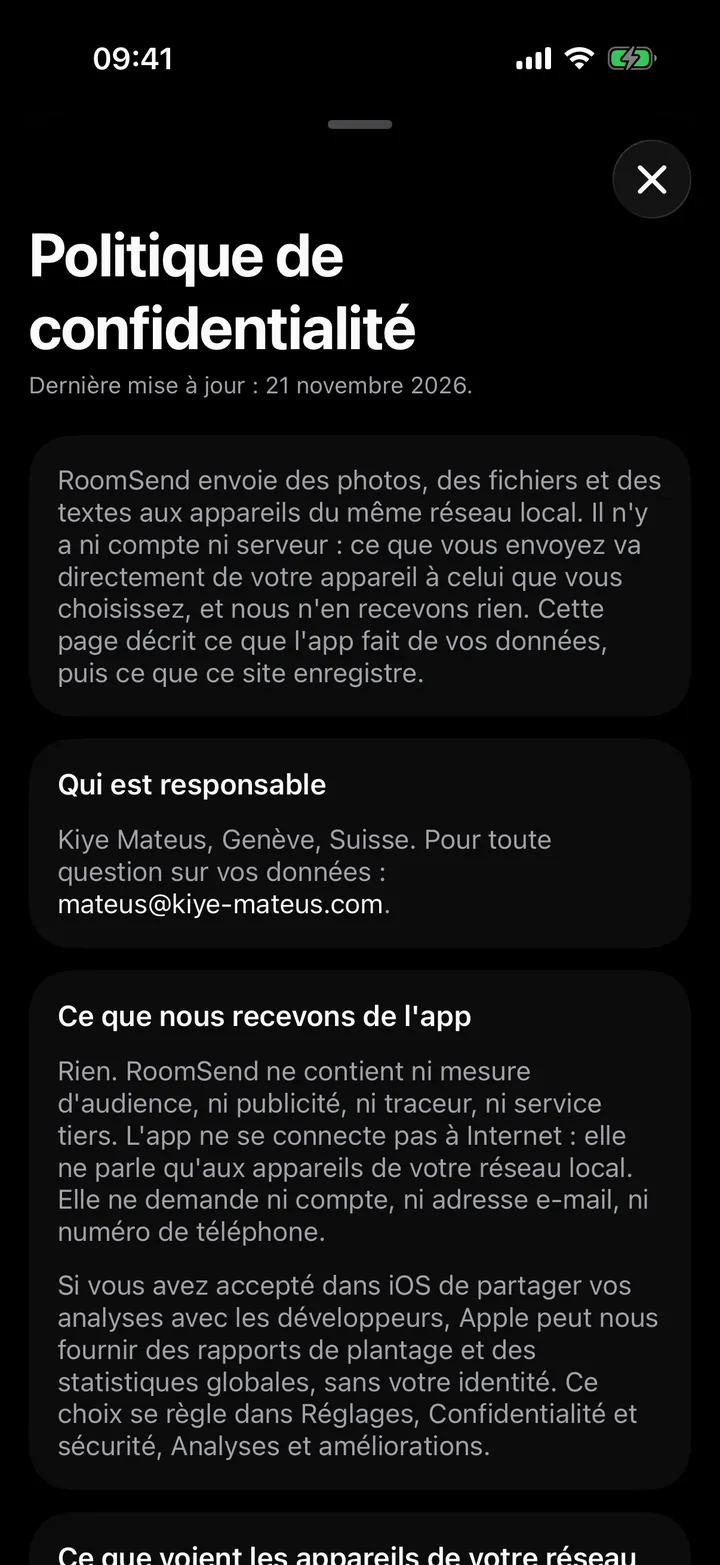 09:41
Politique de
confidentialité
Dernière mise à jour : 21 novembre 2026.
RoomSend envoie des photos, des fichiers et des
textes aux appareils du même réseau local. Il n'y
a ni compte ni serveur : ce que vous envoyez va
directement de votre appareil à celui que vous
choisissez, et nous n'en recevons rien. Cette
page décrit ce que l'app fait de vos données,
puis ce que ce site enregistre.
Qui est responsable
Kiye Mateus, Genève, Suisse. Pour toute
question sur vos données :
mateus@kiye-mateus.com.
Ce que nous recevons de l'app
Rien. RoomSend ne contient ni mesure
d'audience, ni publicité, ni traceur, ni service
tiers. L'app ne se connecte pas à Internet : elle
ne parle qu'aux appareils de votre réseau local.
Elle ne demande ni compte, ni adresse e-mail, ni
numéro de téléphone.
Si vous avez accepté dans iOS de partager vos
analyses avec les développeurs, Apple peut nous
fournir des rapports de plantage et des
statistiques globales, sans votre identité. Ce
choix se règle dans Réglages, Confidentialité et
sécurité, Analyses et améliorations.
Ce que voient les appareils de votre réseau